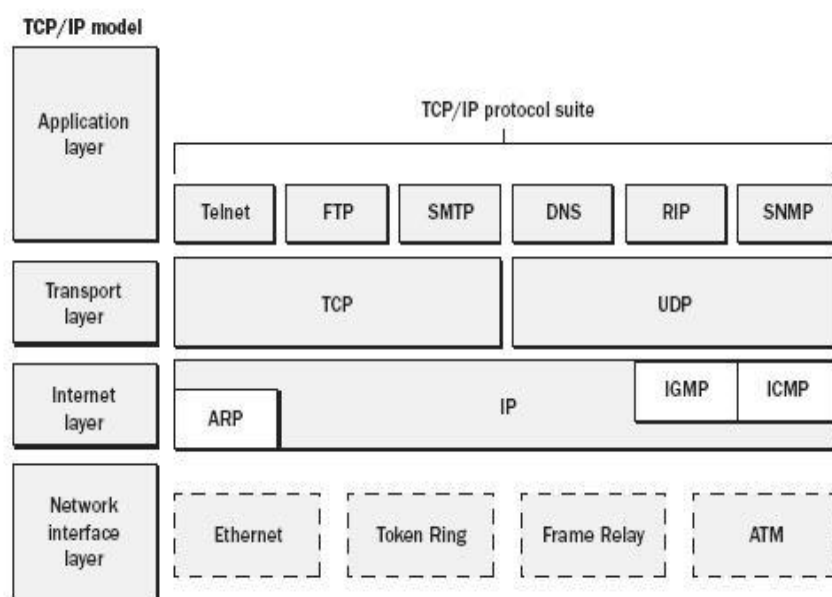 TCP/IP model
Application
layer
TCP/IP protocol suite
Telnet
FTP
SMTP
DNS
RIP
SNMP
Transport
layer
TCP
UDP
Internet
layer
ARP
IP
IGMP
ICMP
Network
interface
layer
Ethernet
Token Ring
Frame Relay
ATM